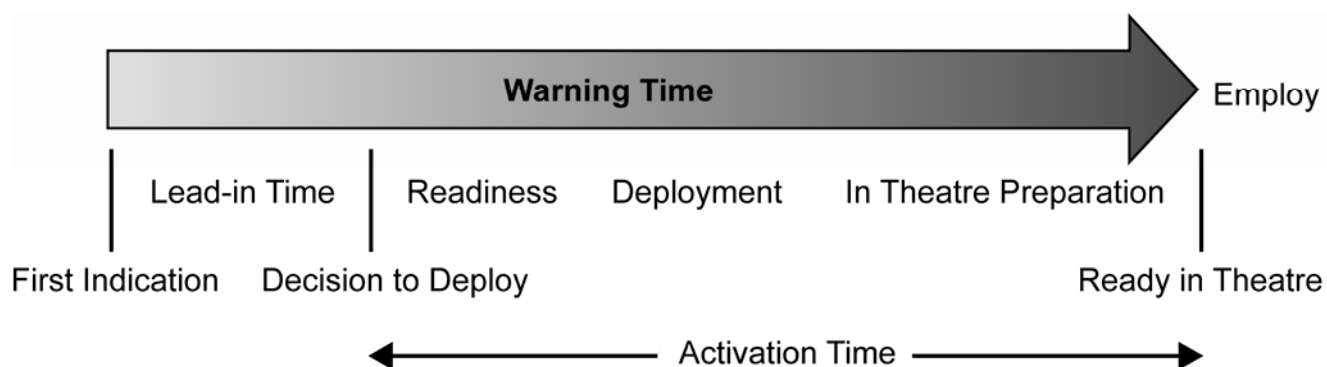 Warning Time
Employ
Lead-in Time
Readiness
Deployment
In Theatre Preparation
First Indication
Decision to Deploy
Ready in Theatre
Activation Time